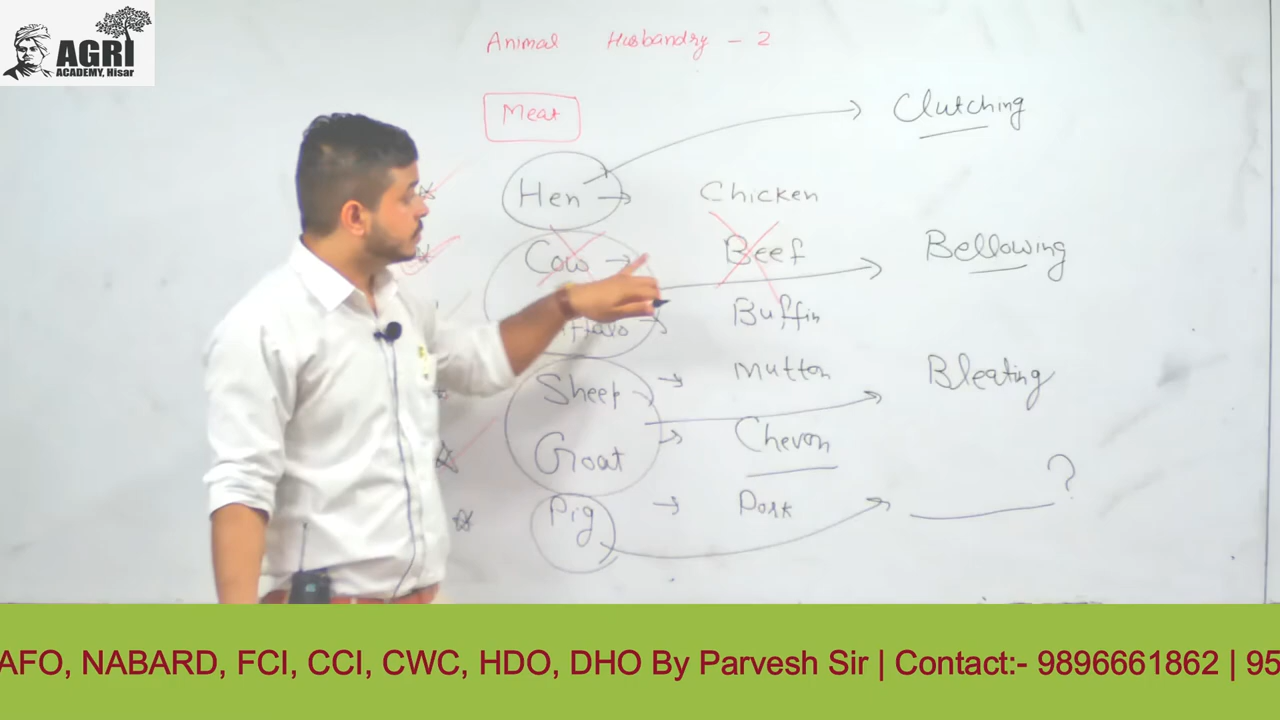 AGRI
ACADEMY, Hisar
Animal Husbandry - 2
Meat
Clutching
Hen → Chicken
Cow → Beef
Bellowing
Buffin
Sheep → Mutton
Bleating
Goat → Chevon
Pig → Pork
?
AFO, NABARD, FCI, CCI, CWC, HDO, DHO By Parvesh Sir | Contact:- 9896661862 | 95